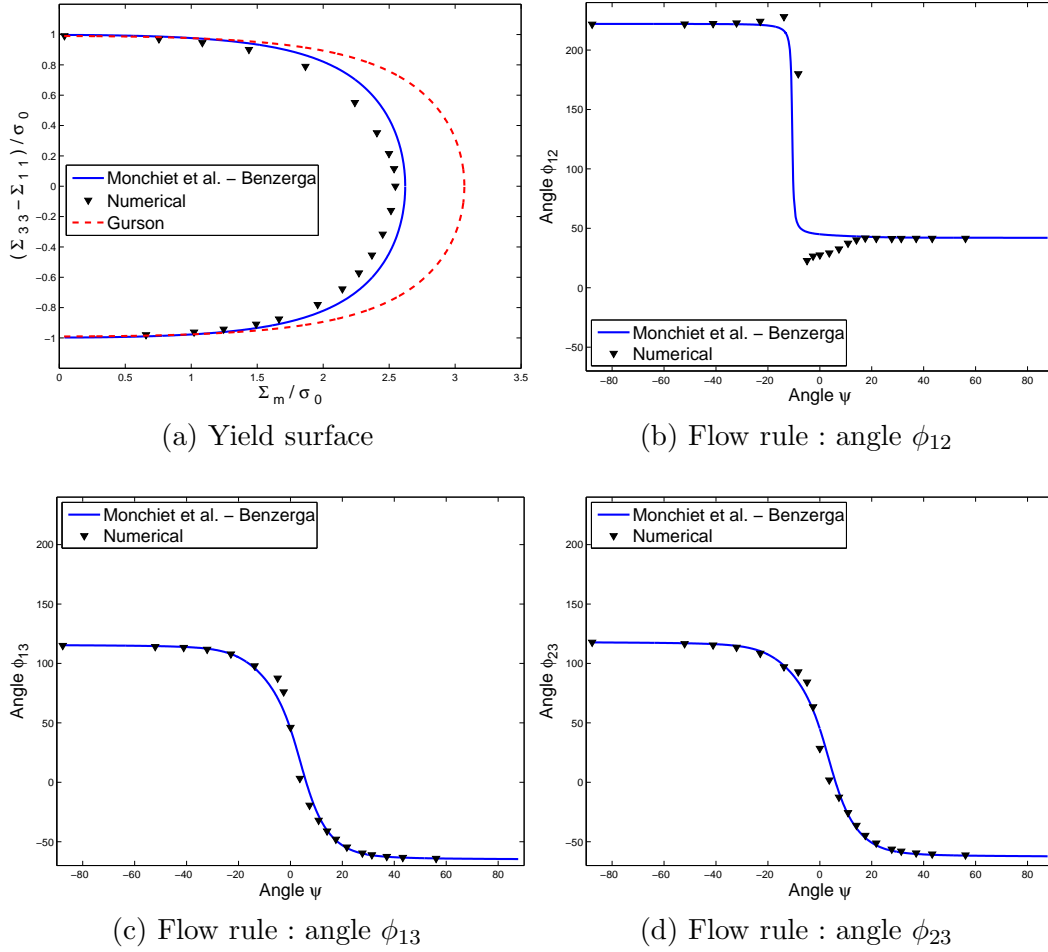 1
0.8
0.6
0.4
0.2
0
−0.2
−0.4
−0.6
−0.8
−1
(Σ33−Σ11)/σ0
Monchiet et al. − Benzerga
Numerical
Gurson
0 0.5 1 1.5 2 2.5 3 3.5
Σm/σ0
(a) Yield surface
200
150
100
50
0
−50
Angle ϕ12
Monchiet et al. − Benzerga
Numerical
−80 −60 −40 −20 0 20 40 60 80
Angle ψ
(b) Flow rule : angle ϕ12
Monchiet et al. − Benzerga
Numerical
200
150
100
50
0
−50
Angle ϕ13
−80 −60 −40 −20 0 20 40 60 80
Angle ψ
(c) Flow rule : angle ϕ13
Monchiet et al. − Benzerga
Numerical
200
150
100
50
0
−50
Angle ϕ23
−80 −60 −40 −20 0 20 40 60 80
Angle ψ
(d) Flow rule : angle ϕ23